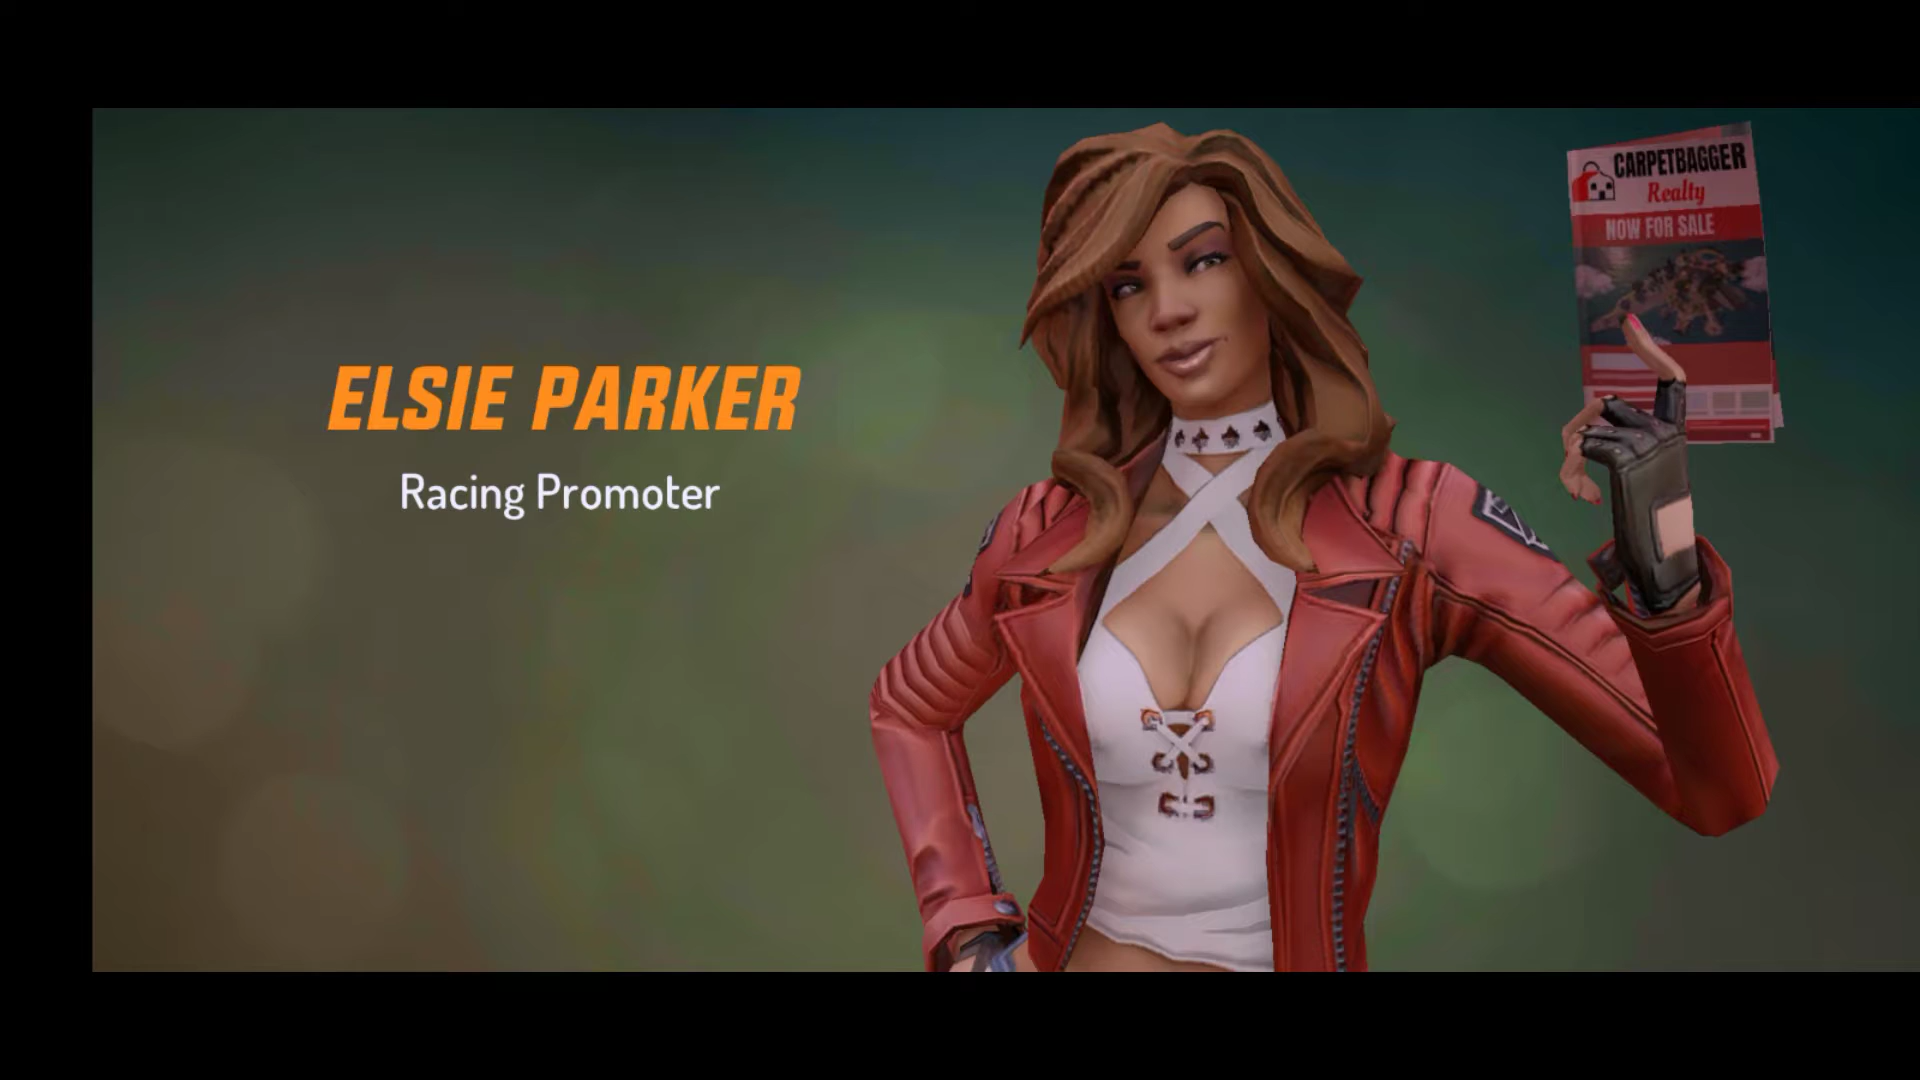 ELSIE PARKER
Racing Promoter
CARPETBAGGER
Realty
NOW FOR SALE